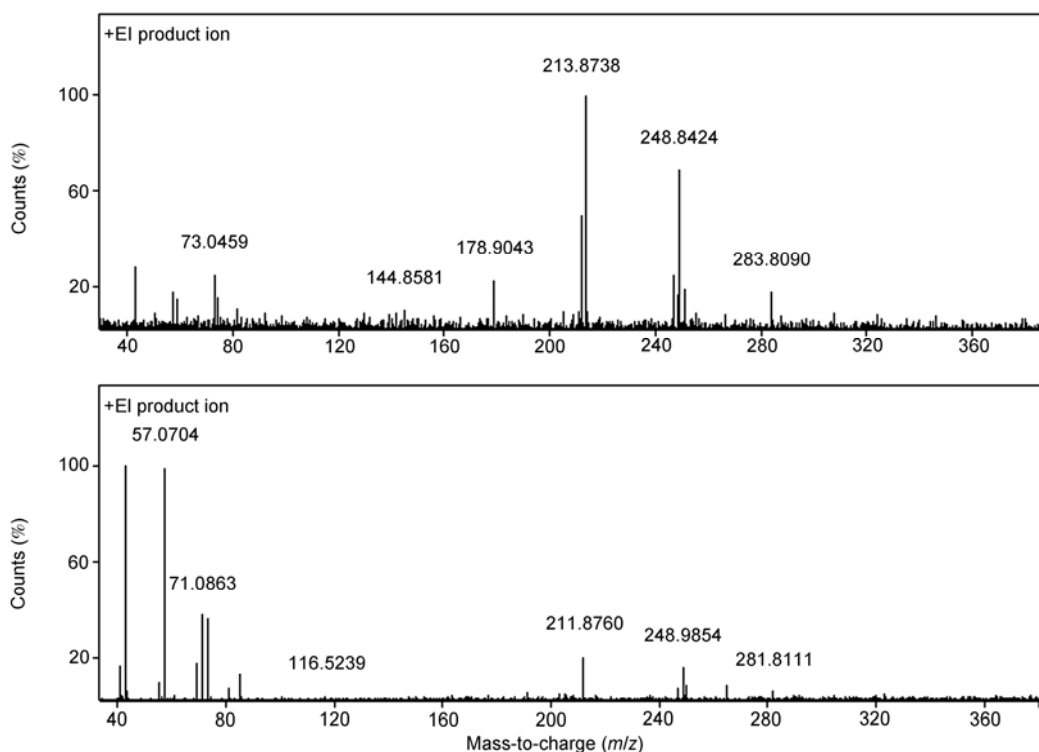 +EI product ion
213.8738
100
248.8424
Counts (%)
60
73.0459
178.9043
283.8090
144.8581
20
40 80 120 160 200 240 280 320 360
+EI product ion
57.0704
100
Counts (%)
60
71.0863
211.8760
248.9854
116.5239
281.8111
20
40 80 120 160 200 240 280 320 360
Mass-to-charge (m/z)